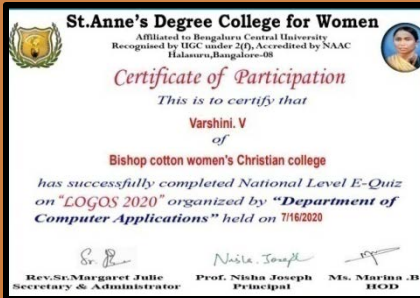 St.Anne's Degree College for Women
Affiliated to Bengaluru Central University
Recognised by UGC under 2(f), Accredited by NAAC
Halasuru,Bangalore-08
Certificate of Participation
This is to certify that
Varshini. V
of
Bishop cotton women's Christian college
has successfully completed National Level E-Quiz
on "LOGOS 2020" organized by "Department of
Computer Applications" held on 7/16/2020
Nisha. Joseph
Rev.Sr.Margaret Julie Prof. Nisha Joseph Ms. Marina .B
Secretary & Administrator Principal HOD